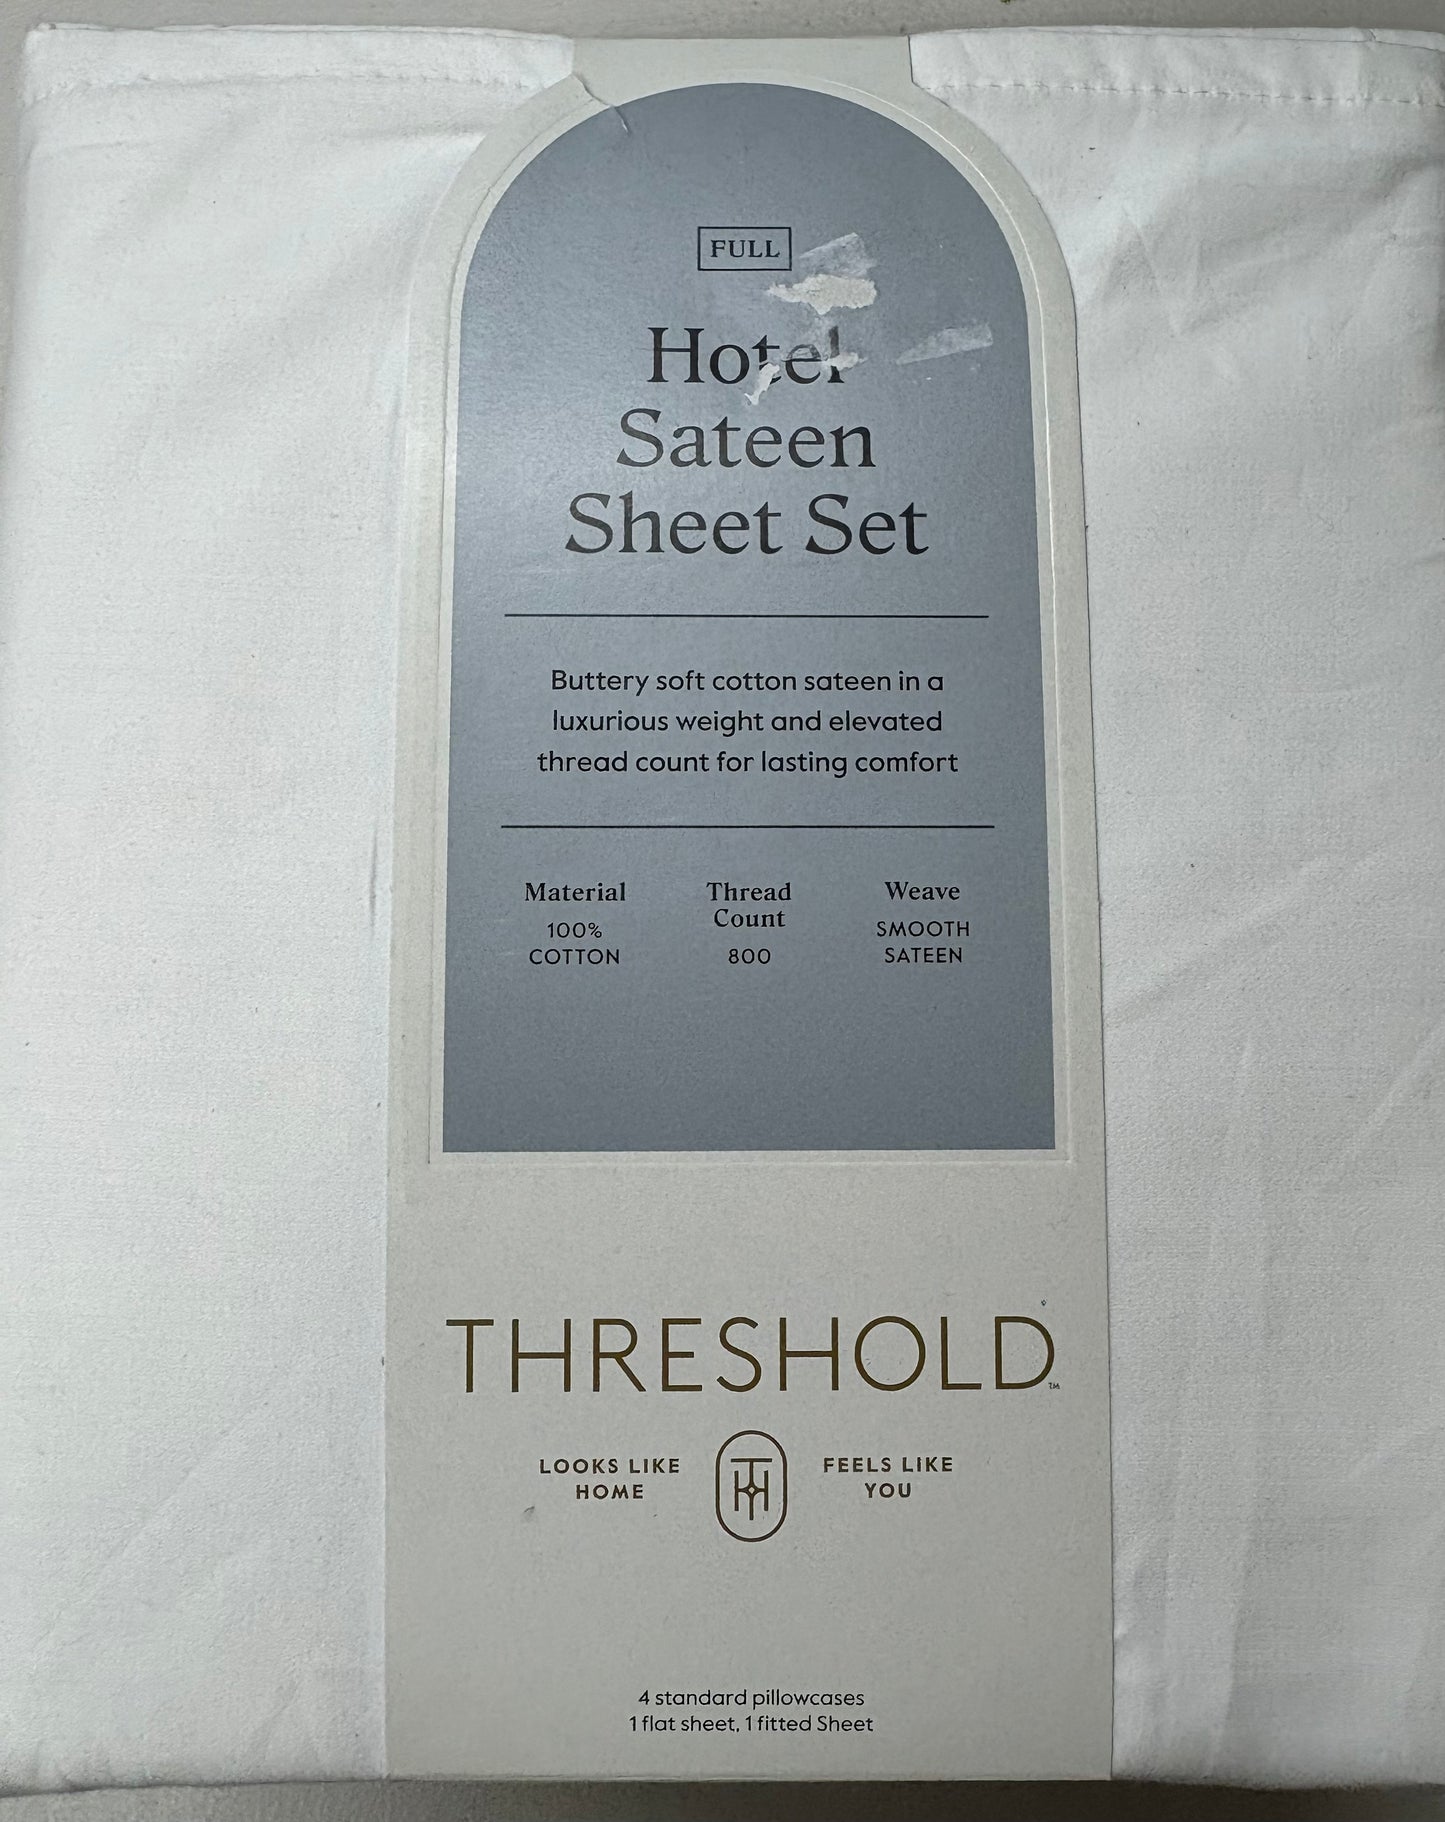 FULL
Hotel
Sateen
Sheet Set
Buttery soft cotton sateen in a
luxurious weight and elevated
thread count for lasting comfort
Material
100%
COTTON
Thread
Count
800
Weave
SMOOTH
SATEEN
THRESHOLD™
LOOKS LIKE
HOME
TH
FEELS LIKE
YOU
4 standard pillowcases
1 flat sheet, 1 fitted Sheet